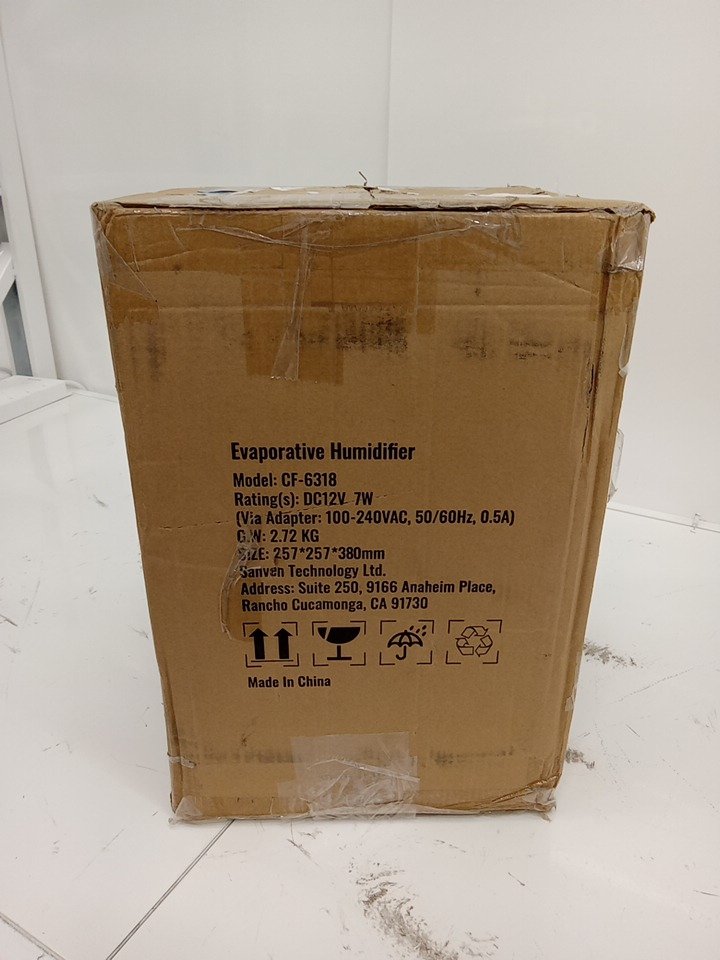 Evaporative Humidifier
Model: CF-6318
Rating(s): DC12V 7W
(Via Adapter: 100-240VAC, 50/60Hz, 0.5A)
G.W: 2.72 KG
SIZE: 257*257*380mm
Sanven Technology Ltd.
Address: Suite 250, 9166 Anaheim Place,
Rancho Cucamonga, CA 91730
Made In China